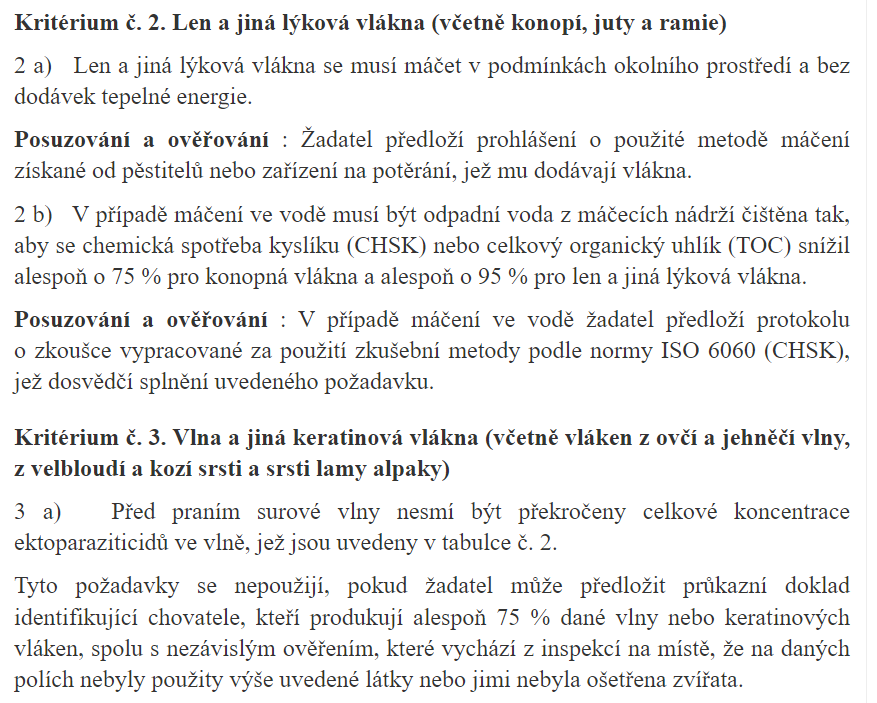 Kritérium č. 2. Len a jiná lýková vlákna (včetně konopí, juty a ramie)
2 a) Len a jiná lýková vlákna se musí máčet v podmínkách okolního prostředí a bez
dodávek tepelné energie.
Posuzování a ověřování : Žadatel předloží prohlášení o použité metodě máčení
získané od pěstitelů nebo zařízení na potěrání, jež mu dodávají vlákna.
2 b) V případě máčení ve vodě musí být odpadní voda z máčecích nádrží čištěna tak,
aby se chemická spotřeba kyslíku (CHSK) nebo celkový organický uhlík (TOC) snížil
alespoň o 75 % pro konopná vlákna a alespoň o 95 % pro len a jiná lýková vlákna.
Posuzování a ověřování : V případě máčení ve vodě žadatel předloží protokolu
o zkoušce vypracované za použití zkušební metody podle normy ISO 6060 (CHSK),
jež dosvědčí splnění uvedeného požadavku.
Kritérium č. 3. Vlna a jiná keratinová vlákna (včetně vláken z ovčí a jehněčí vlny,
z velbloudí a kozí srsti a srsti lamy alpaky)
3 a) Před praním surové vlny nesmí být překročeny celkové koncentrace
ektoparaziticidů ve vlně, jež jsou uvedeny v tabulce č. 2.
Tyto požadavky se nepoužijí, pokud žadatel může předložit průkazní doklad
identifikující chovatele, kteří produkují alespoň 75 % dané vlny nebo keratinových
vláken, spolu s nezávislým ověřením, které vychází z inspekcí na místě, že na daných
polích nebyly použity výše uvedené látky nebo jimi nebyla ošetřena zvířata.